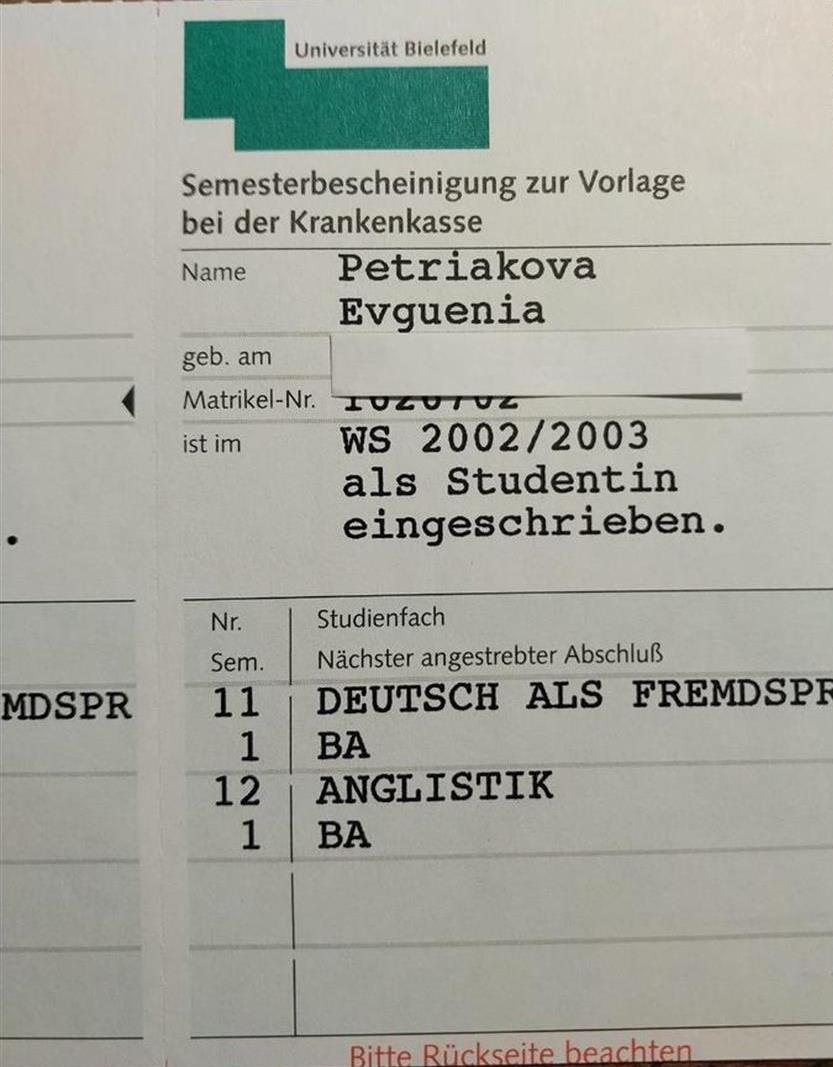 Universität Bielefeld
Semesterbescheinigung zur Vorlage
bei der Krankenkasse
Name Petriakova
Evguenia
geb. am
Matrikel-Nr.
ist im WS 2002/2003
als Studentin
eingeschrieben.
.
Nr. Studienfach
Sem. Nächster angestrebter Abschluß
MDSPR
11 DEUTSCH ALS FREMDSPR
1 BA
12 ANGLISTIK
1 BA
Bitte Rückseite beachten